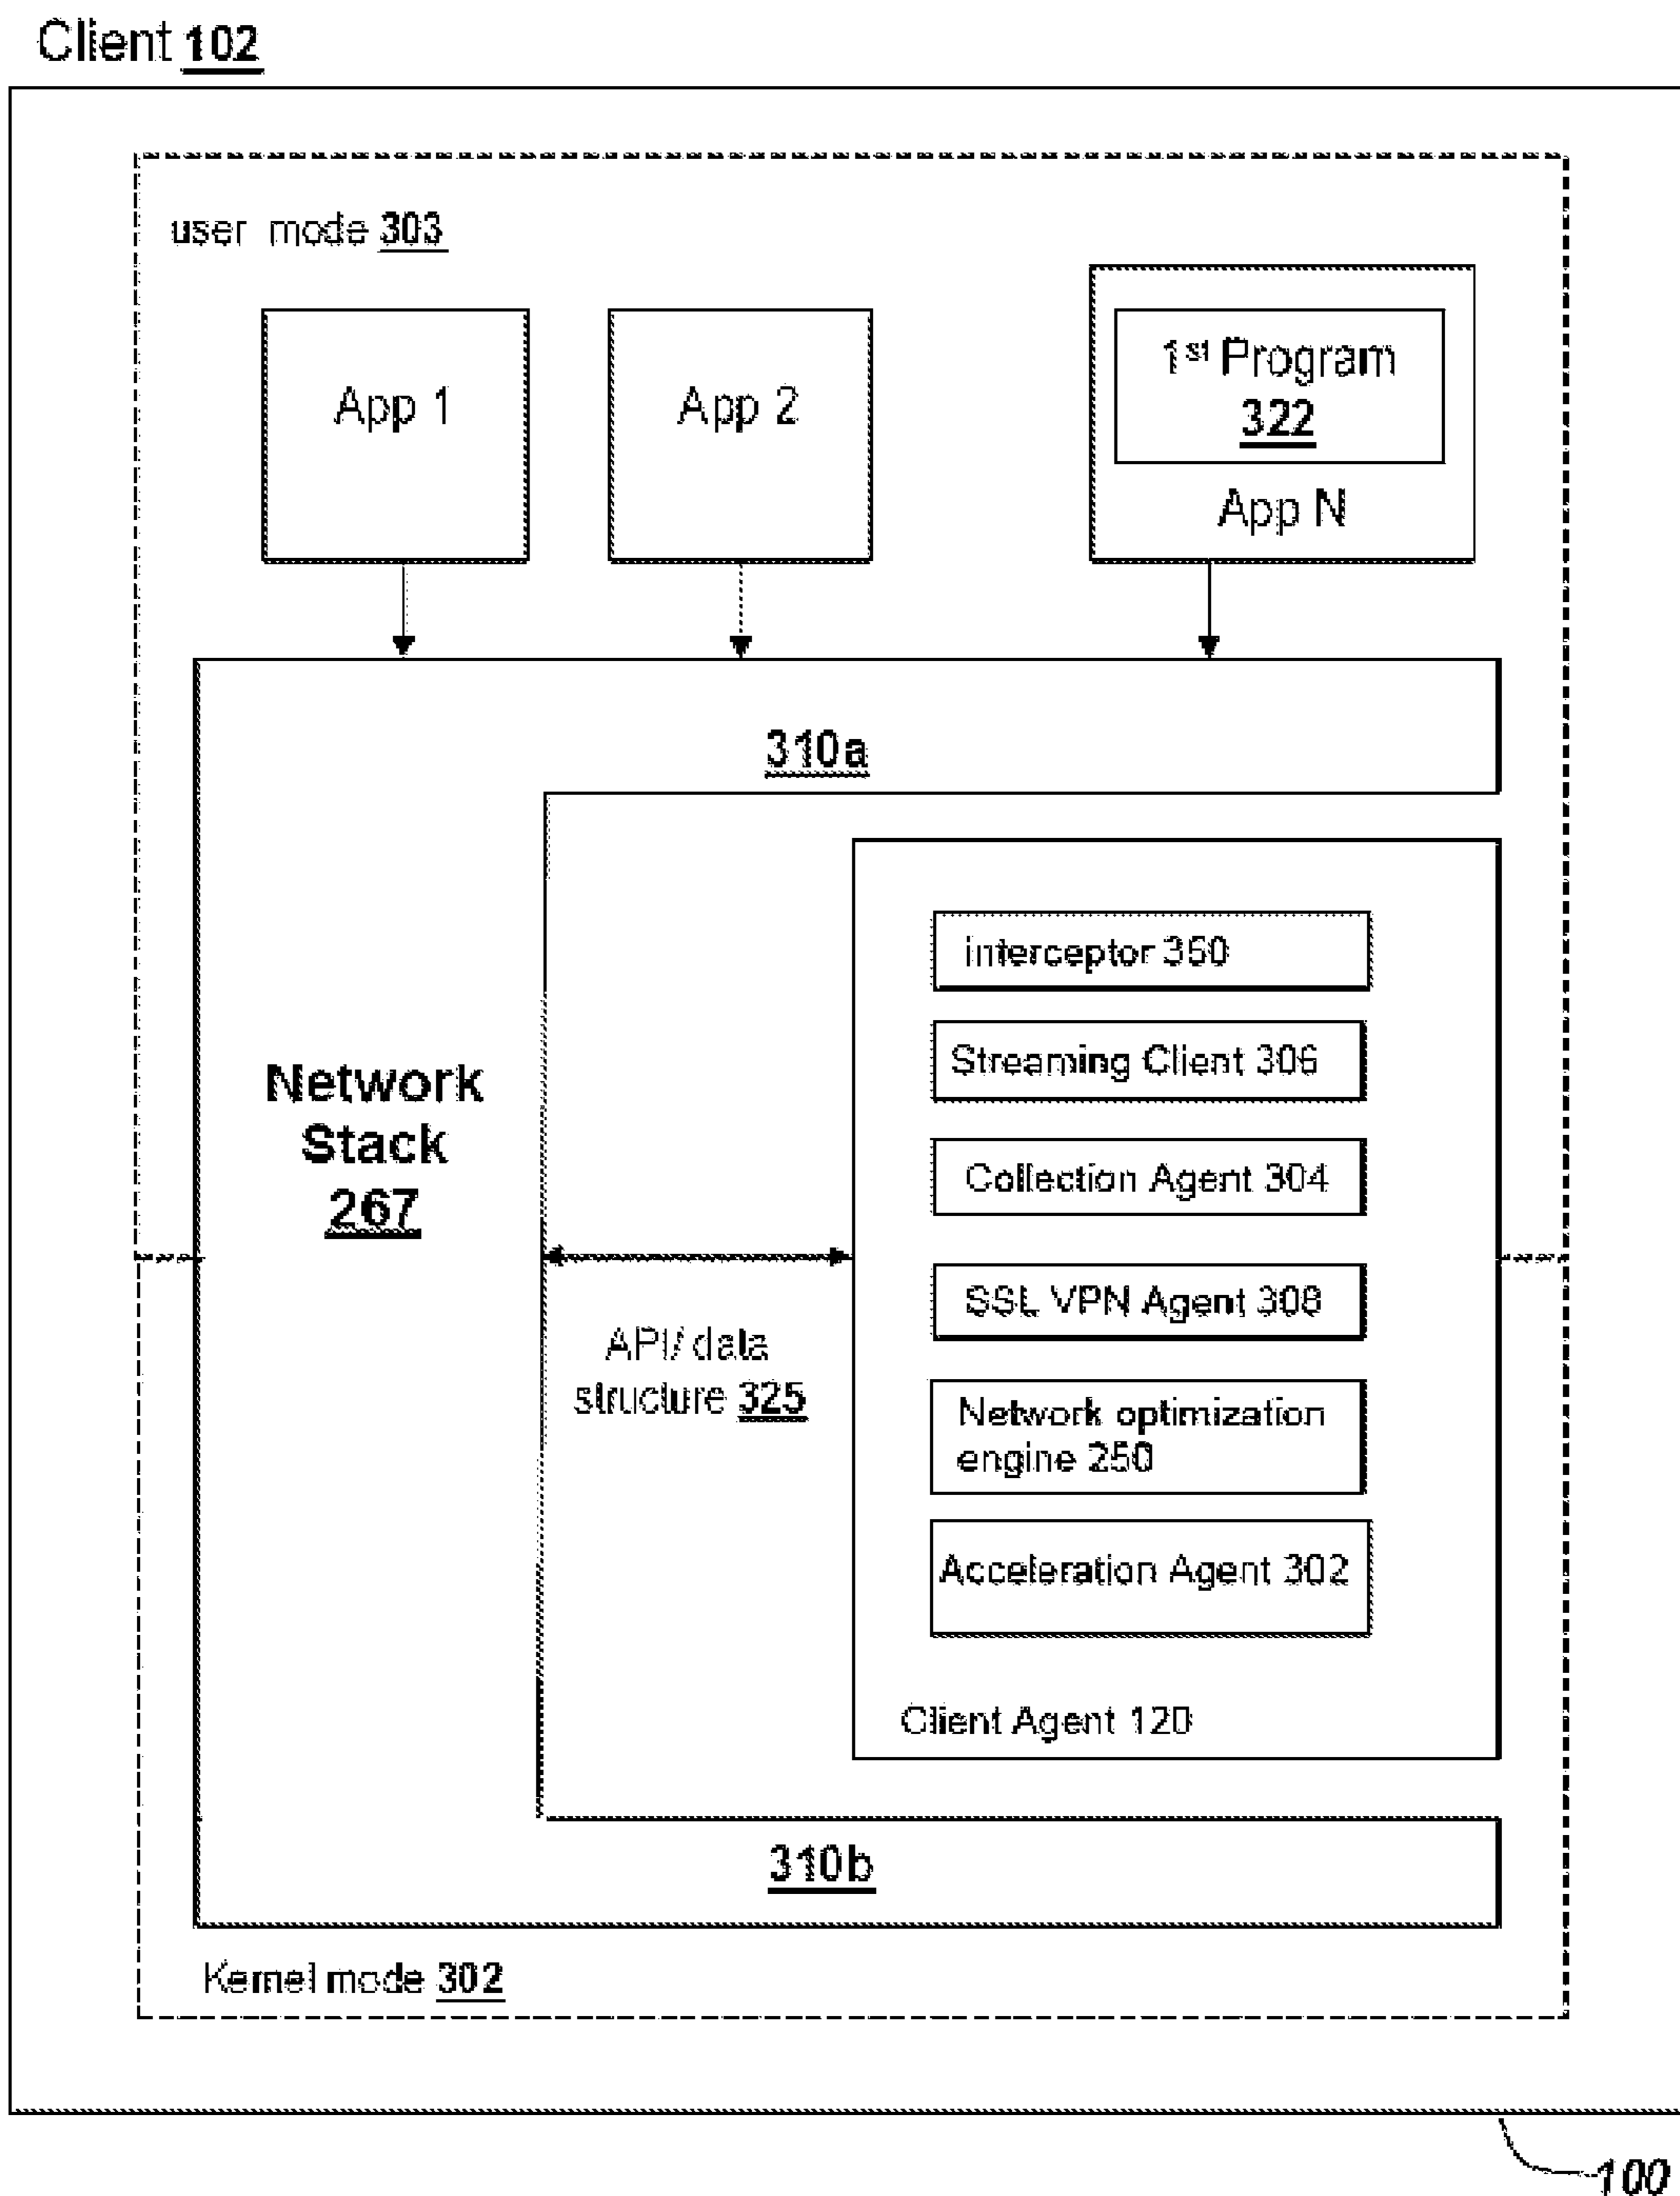 Client 102
user mode 303
App 1
App 2
1st Program
322
App N
310a
Network
Stack
267
interceptor 350
Streaming Client 306
Collection Agent 304
SSL VPN Agent 308
Network optimization
engine 250
Acceleration Agent 302
API/ data
structure 325
Client Agent 120
310b
Kernel mode 302
100